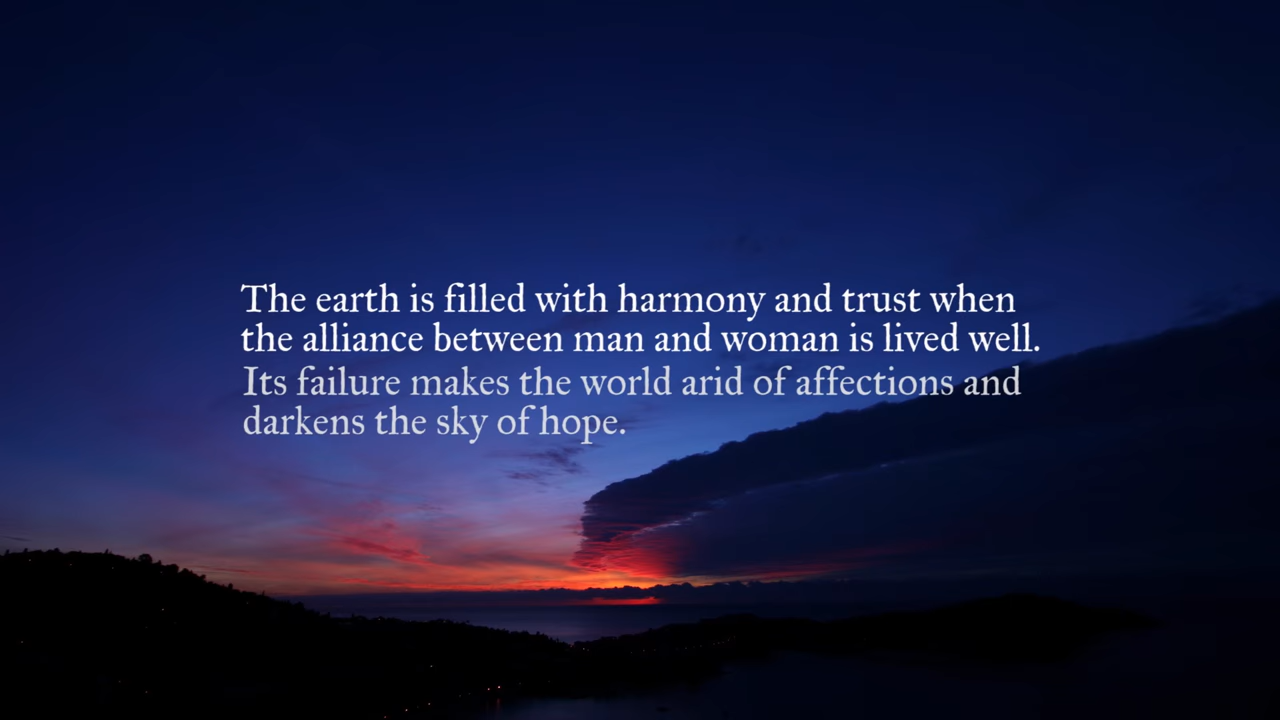 The earth is filled with harmony and trust when
the alliance between man and woman is lived well.
Its failure makes the world arid of affections and
darkens the sky of hope.